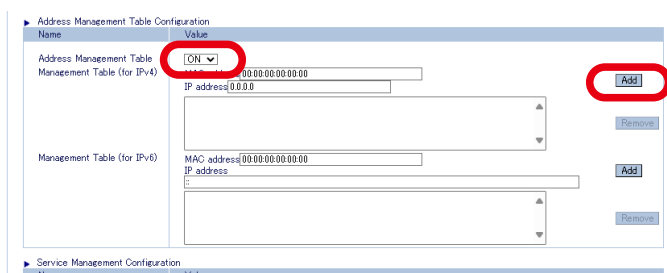 Address Management Table Configuration
Name Value
Address Management Table ON
Management Table (for IPv4) MAC address 00:00:00:00:00:00 Add
IP address 0.0.0.0
Remove
Management Table (for IPv6) MAC address 00:00:00:00:00:00
IP address Add
::
Remove
Service Management Configuration